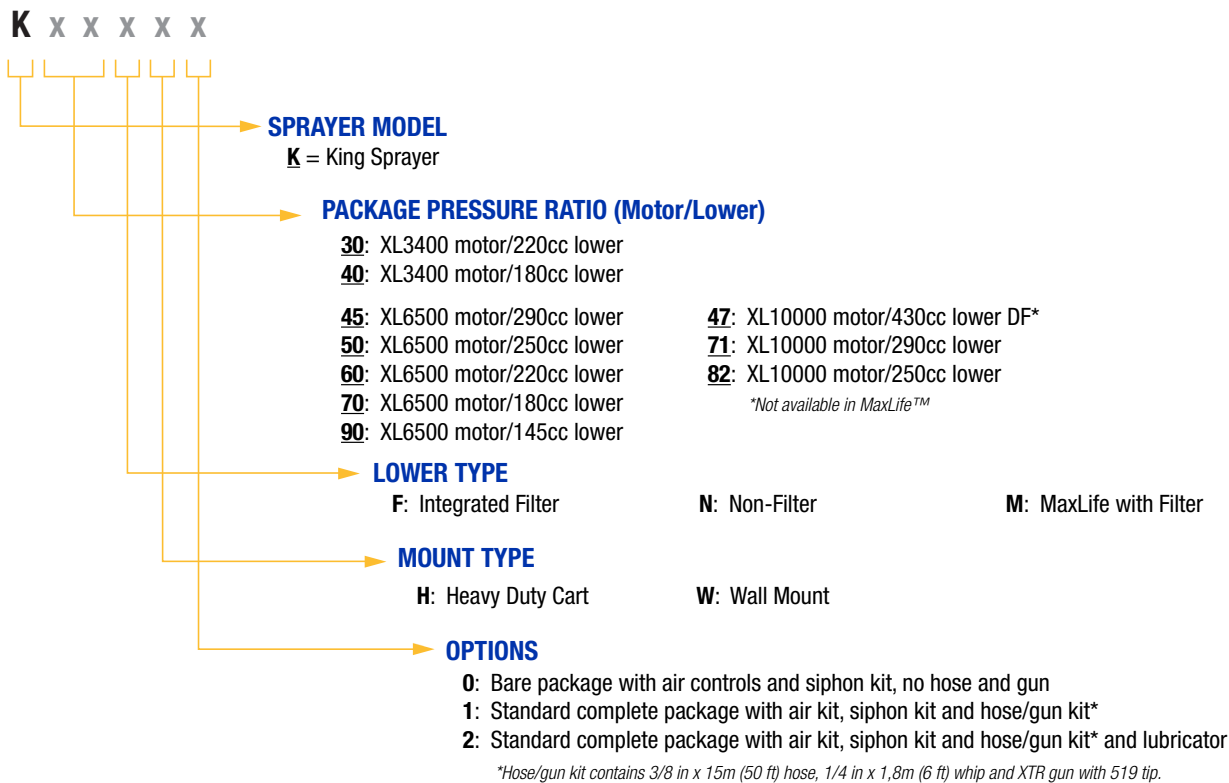 K x x x x x
SPRAYER MODEL
K = King Sprayer
PACKAGE PRESSURE RATIO (Motor/Lower)
30: XL3400 motor/220cc lower
40: XL3400 motor/180cc lower
45: XL6500 motor/290cc lower
50: XL6500 motor/250cc lower
60: XL6500 motor/220cc lower
70: XL6500 motor/180cc lower
90: XL6500 motor/145cc lower
47: XL10000 motor/430cc lower DF*
71: XL10000 motor/290cc lower
82: XL10000 motor/250cc lower
*Not available in MaxLife™
LOWER TYPE
F: Integrated Filter
N: Non-Filter
M: MaxLife with Filter
MOUNT TYPE
H: Heavy Duty Cart
W: Wall Mount
OPTIONS
0: Bare package with air controls and siphon kit, no hose and gun
1: Standard complete package with air kit, siphon kit and hose/gun kit*
2: Standard complete package with air kit, siphon kit and hose/gun kit* and lubricator
*Hose/gun kit contains 3/8 in x 15m (50 ft) hose, 1/4 in x 1,8m (6 ft) whip and XTR gun with 519 tip.